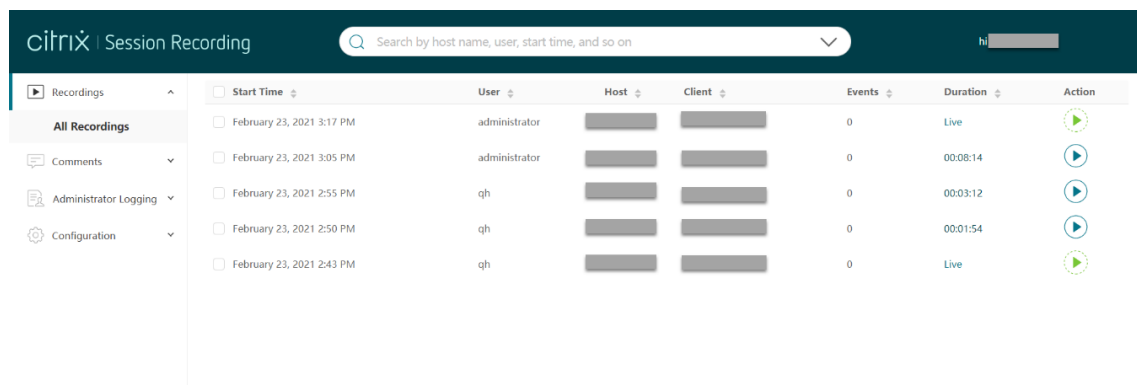 citrix | Session Recording
Search by host name, user, start time, and so on
hi
Recordings
All Recordings
Comments
Administrator Logging
Configuration
Start Time User Host Client Events Duration Action
February 23, 2021 3:17 PM administrator 0 Live
February 23, 2021 3:05 PM administrator 0 00:08:14
February 23, 2021 2:55 PM qh 0 00:03:12
February 23, 2021 2:50 PM qh 0 00:01:54
February 23, 2021 2:43 PM qh 0 Live